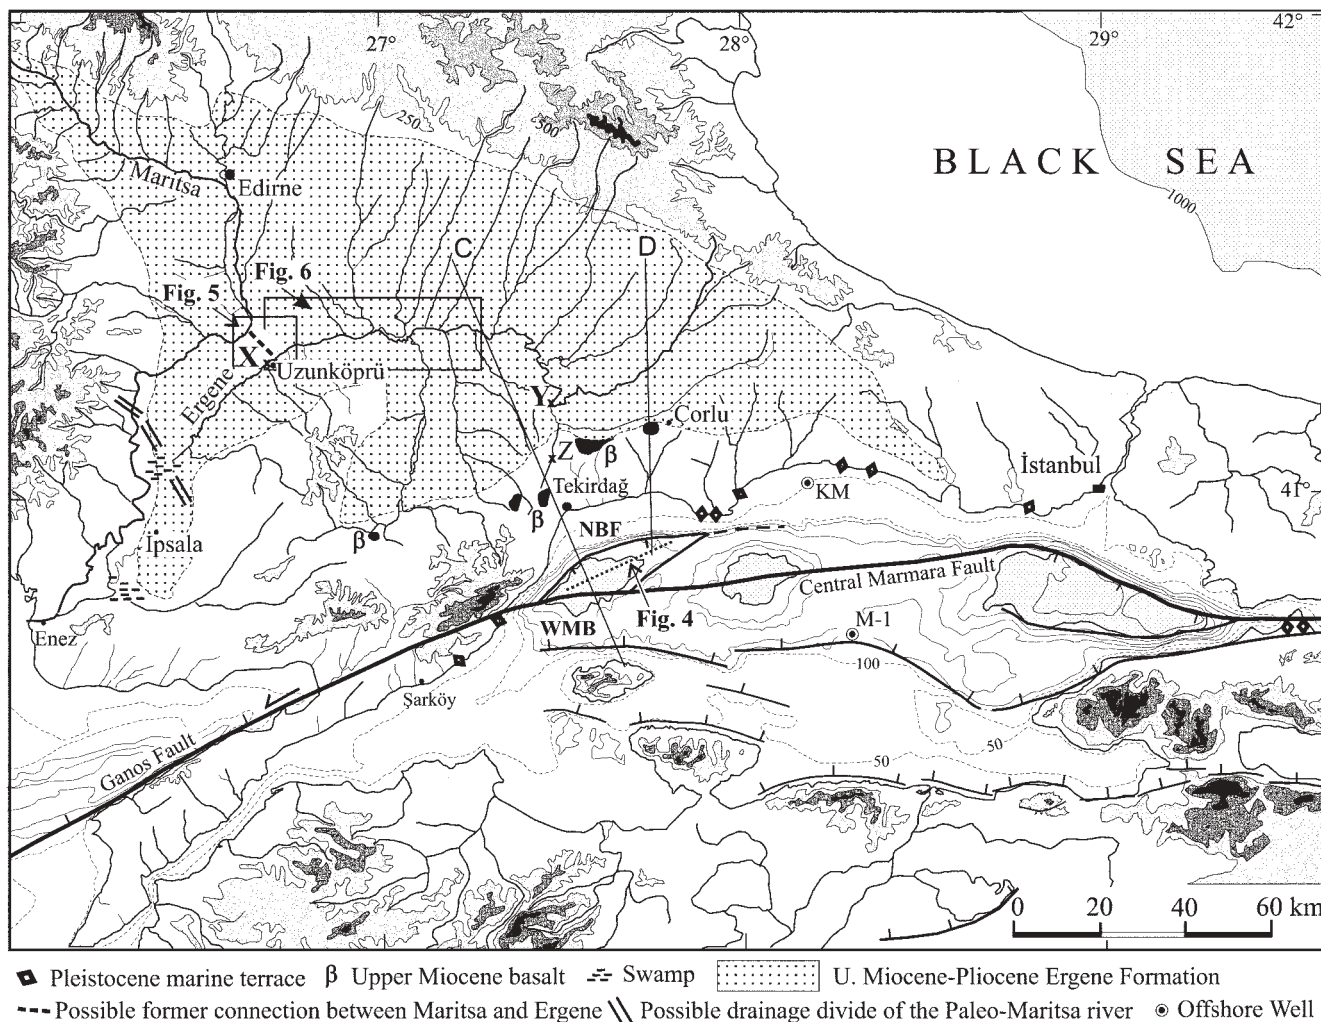 42°
27°
28°
29°
250
500
BLACK SEA
1000
Maritsa
Edirne
C
D
Fig. 6
Fig. 5
X
Uzunköprü
Ergene
Y
Z
Çorlu
β
Z
Tekirdağ
İstanbul
KM
41°
β
NBF
İpsala
β
Central Marmara Fault
Fig. 4
WMB
M-1
Enez
100
Şarköy
Ganos Fault
50
50
0 20 40 60 km
Pleistocene marine terrace β Upper Miocene basalt Swamp U. Miocene-Pliocene Ergene Formation
Possible former connection between Maritsa and Ergene Possible drainage divide of the Paleo-Maritsa river Offshore Well